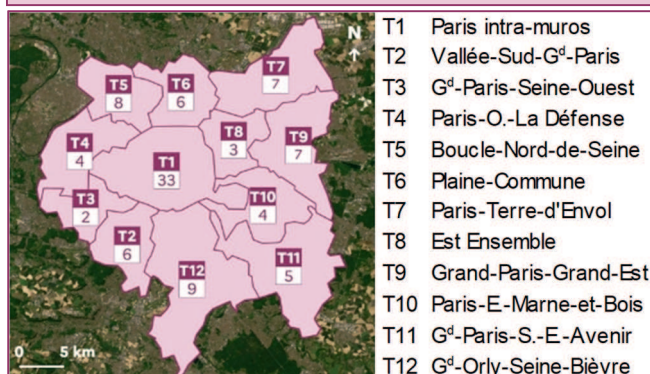 N
T7
7
T5
8
T6
6
T8
3
T9
7
T4
4
T1
33
T3
2
T10
4
T2
6
T12
9
T11
5
0 5 km
T1 Paris intra-muros
T2 Vallée-Sud-Gᵈ-Paris
T3 Gᵈ-Paris-Seine-Ouest
T4 Paris-O.-La Défense
T5 Boucle-Nord-de-Seine
T6 Plaine-Commune
T7 Paris-Terre-d'Envol
T8 Est Ensemble
T9 Grand-Paris-Grand-Est
T10 Paris-E.-Marne-et-Bois
T11 Gᵈ-Paris-S.-E.-Avenir
T12 Gᵈ-Orly-Seine-Bièvre